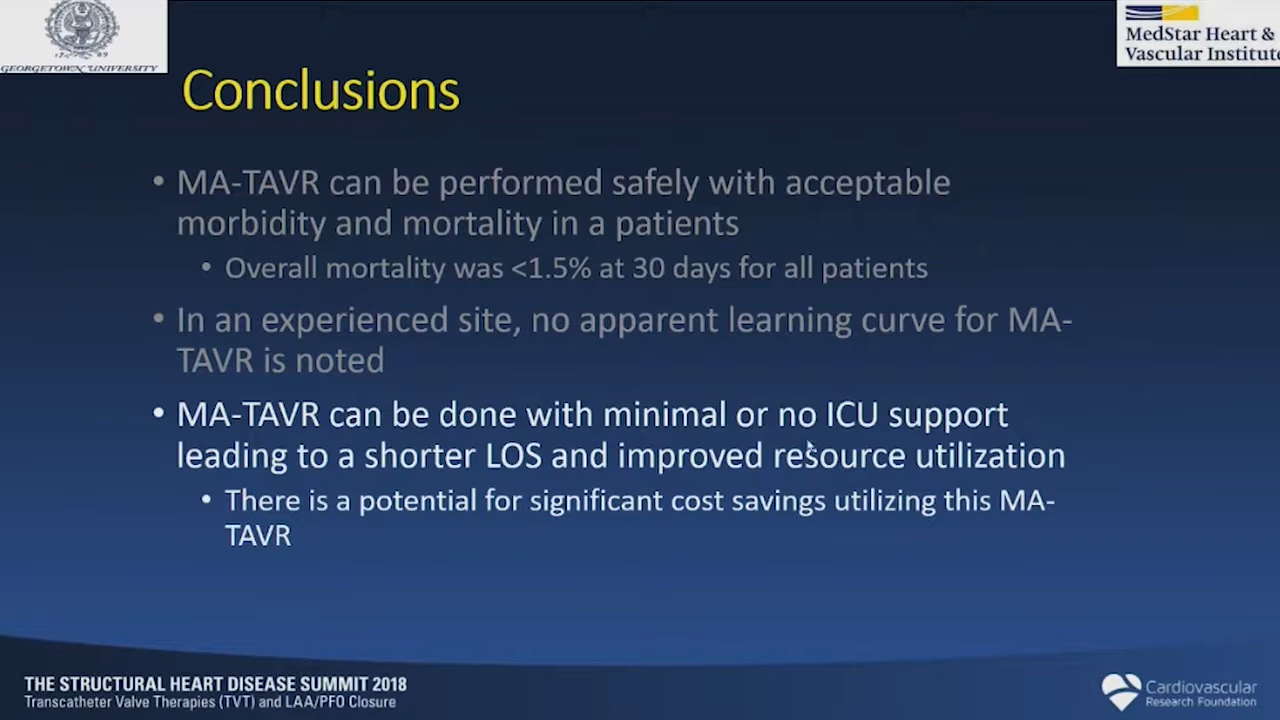 GEORGETOWN UNIVERSITY
MedStar Heart &
Vascular Institute
Conclusions
• MA-TAVR can be performed safely with acceptable
morbidity and mortality in a patients
• Overall mortality was <1.5% at 30 days for all patients
• In an experienced site, no apparent learning curve for MA-
TAVR is noted
• MA-TAVR can be done with minimal or no ICU support
leading to a shorter LOS and improved resource utilization
• There is a potential for significant cost savings utilizing this MA-
TAVR
THE STRUCTURAL HEART DISEASE SUMMIT 2018
Transcatheter Valve Therapies (TVT) and LAA/PFO Closure
Cardiovascular
Research Foundation